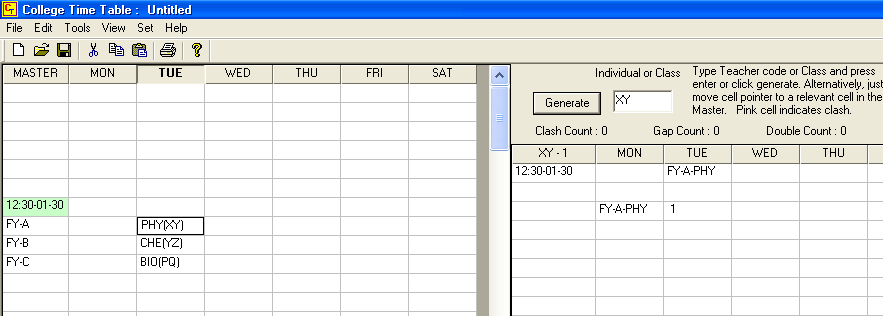 College Time Table : Untitled
File Edit Tools View Set Help
MASTER MON TUE WED THU FRI SAT
12:30-01-30
FY-A PHY(XY)
FY-B CHE(YZ)
FY-C BIO(PQ)
Individual or Class
Generate XY
Type Teacher code or Class and press
enter or click generate. Alternatively, just
move cell pointer to a relevant cell in the
Master. Pink cell indicates clash.
Clash Count : 0 Gap Count : 0 Double Count : 0
XY - 1 MON TUE WED THU
12:30-01-30 FY-A-PHY
FY-A-PHY 1